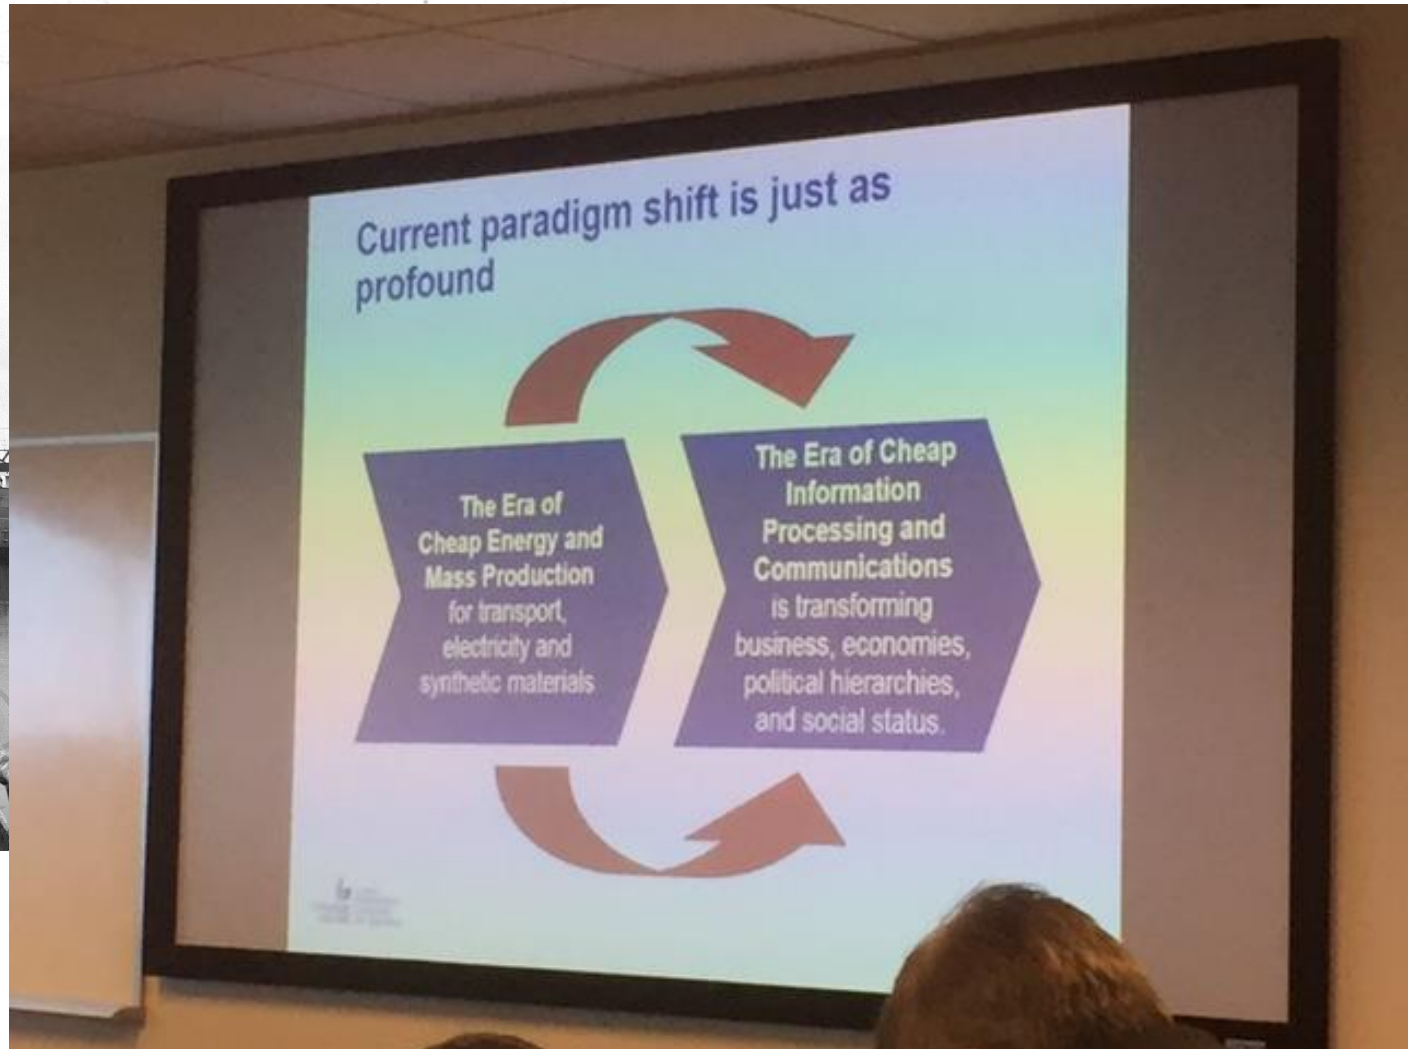 Current paradigm shift is just as
profound
The Era of
Cheap Energy and
Mass Production
for transport,
electricity and
synthetic materials
The Era of Cheap
Information
Processing and
Communications
is transforming
business, economies,
political hierarchies,
and social status.